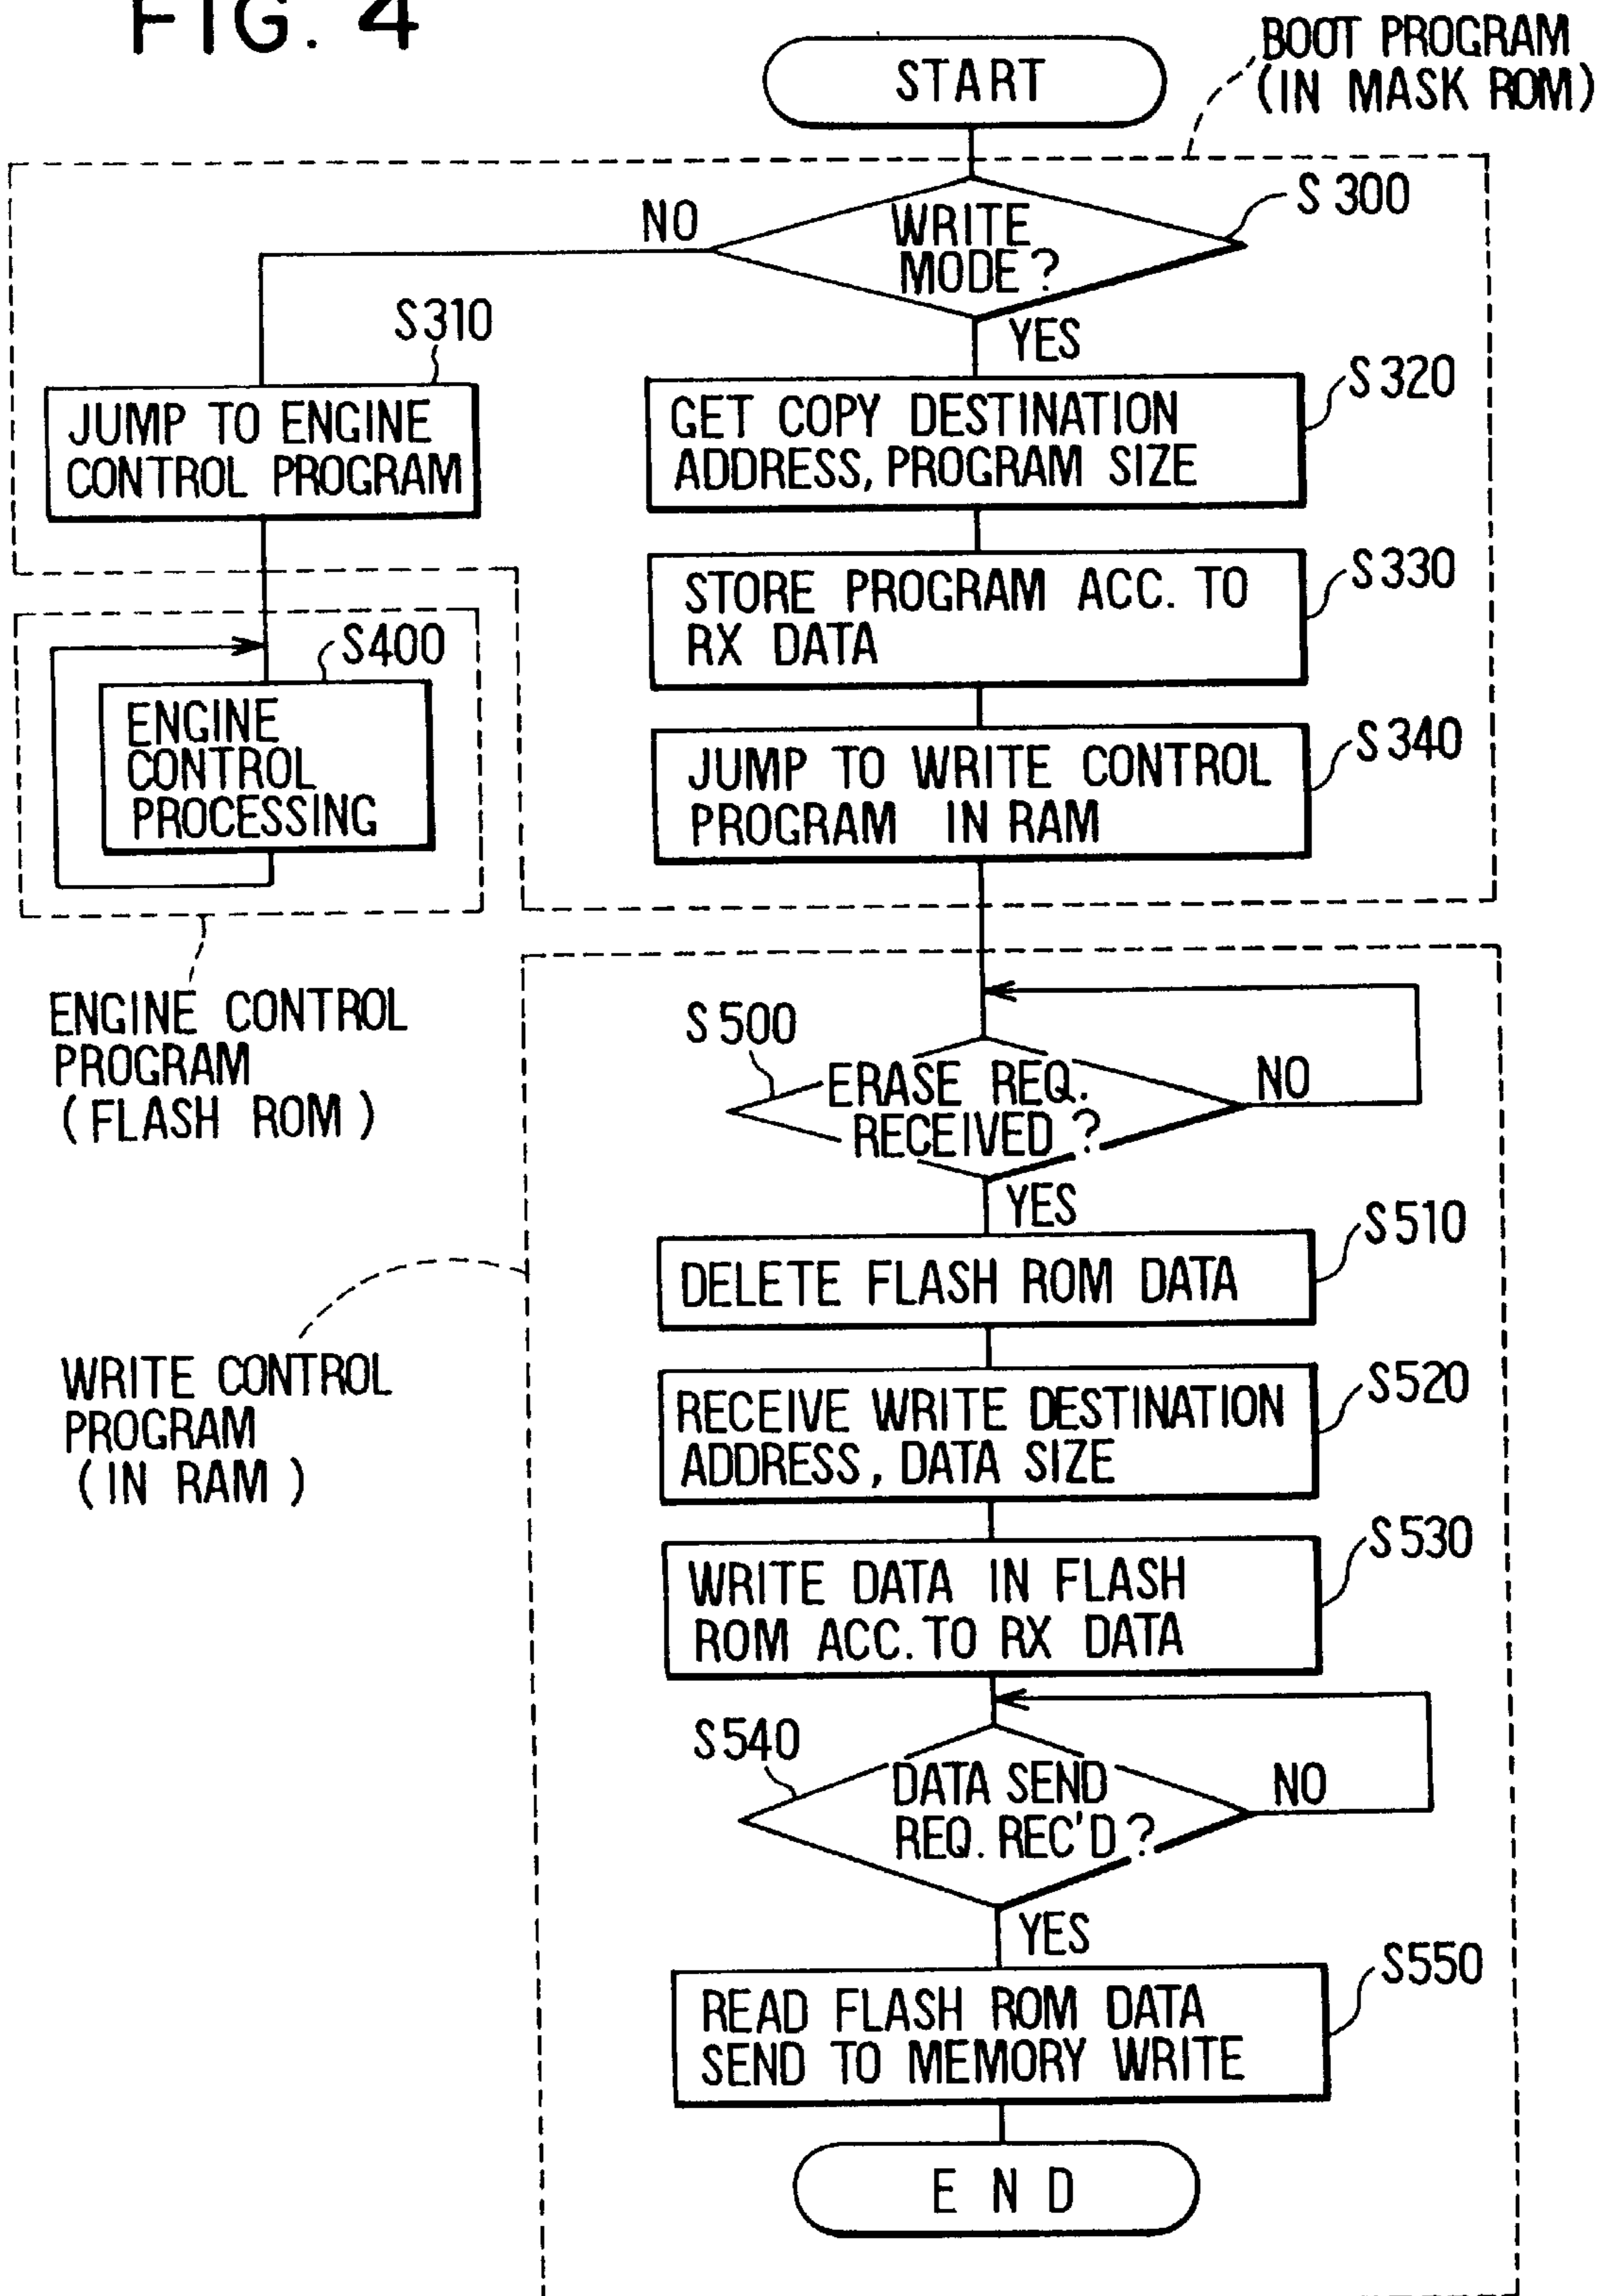 FIG. 4
START
BOOT PROGRAM
(IN MASK ROM)
S300
WRITE
MODE?
NO
YES
S310
JUMP TO ENGINE
CONTROL PROGRAM
S320
GET COPY DESTINATION
ADDRESS, PROGRAM SIZE
S330
STORE PROGRAM ACC. TO
RX DATA
S400
ENGINE
CONTROL
PROCESSING
S340
JUMP TO WRITE CONTROL
PROGRAM IN RAM
ENGINE CONTROL
PROGRAM
(FLASH ROM)
S500
ERASE REQ.
RECEIVED?
NO
YES
S510
DELETE FLASH ROM DATA
WRITE CONTROL
PROGRAM
(IN RAM)
S520
RECEIVE WRITE DESTINATION
ADDRESS, DATA SIZE
S530
WRITE DATA IN FLASH
ROM ACC. TO RX DATA
S540
DATA SEND
REQ. REC'D?
NO
YES
S550
READ FLASH ROM DATA
SEND TO MEMORY WRITE
END